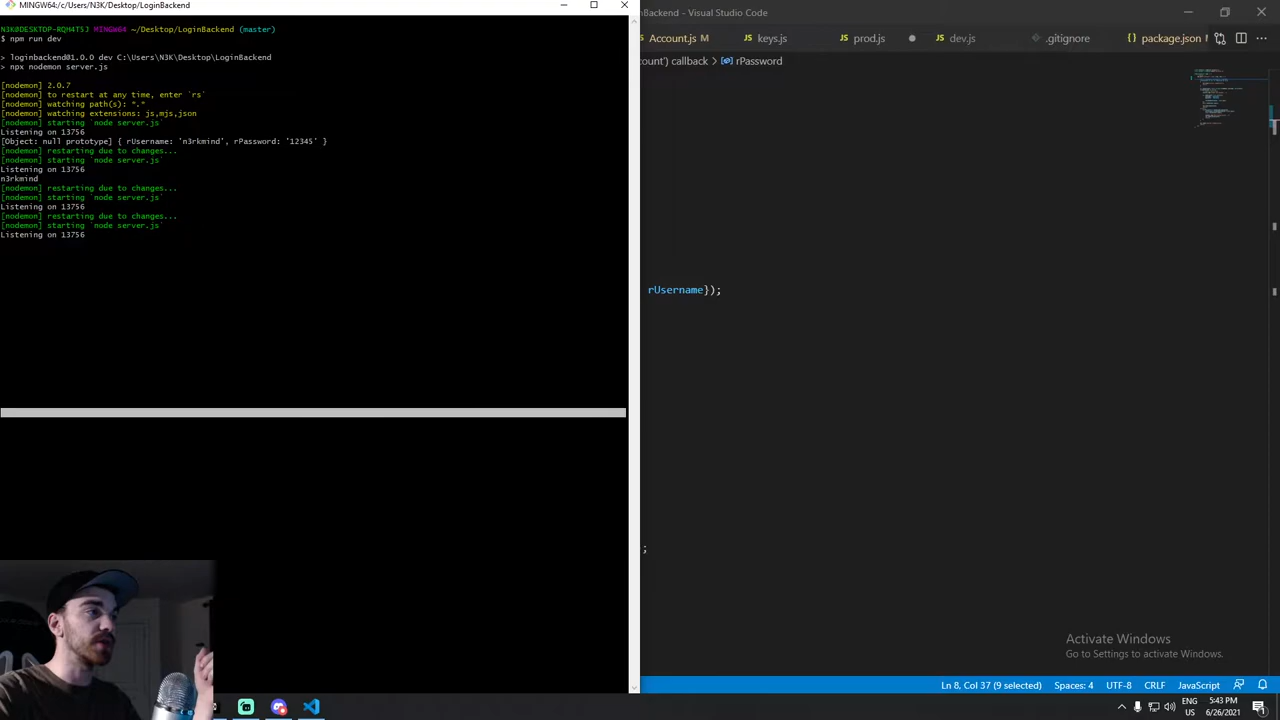 MINGW64:/c/Users/N3K/Desktop/LoginBackend
N3K@DESKTOP-RQH4T5J MINGW64 ~/Desktop/LoginBackend (master)
$ npm run dev
> loginbackend@1.0.0 dev C:\Users\N3K\Desktop\LoginBackend
> npx nodemon server.js
[nodemon] 2.0.7
[nodemon] to restart at any time, enter `rs`
[nodemon] watching path(s): *.*
[nodemon] watching extensions: js,mjs,json
[nodemon] starting `node server.js`
Listening on 13756
[Object: null prototype] { rUsername: 'n3rkmind', rPassword: '12345' }
[nodemon] restarting due to changes...
[nodemon] starting `node server.js`
Listening on 13756
n3rkmind
[nodemon] restarting due to changes...
[nodemon] starting `node server.js`
Listening on 13756
[nodemon] restarting due to changes...
[nodemon] starting `node server.js`
Listening on 13756
oBackend - Visual Studio Code
Account.js M
JS keys.js
JS prod.js
JS dev.js
.gitignore
{} package.json
count') callback > rPassword
rUsername});
;
Activate Windows
Go to Settings to activate Windows.
Ln 8, Col 37 (9 selected)
Spaces: 4
UTF-8
CRLF
JavaScript
ENG
US
5:43 PM
6/26/2021